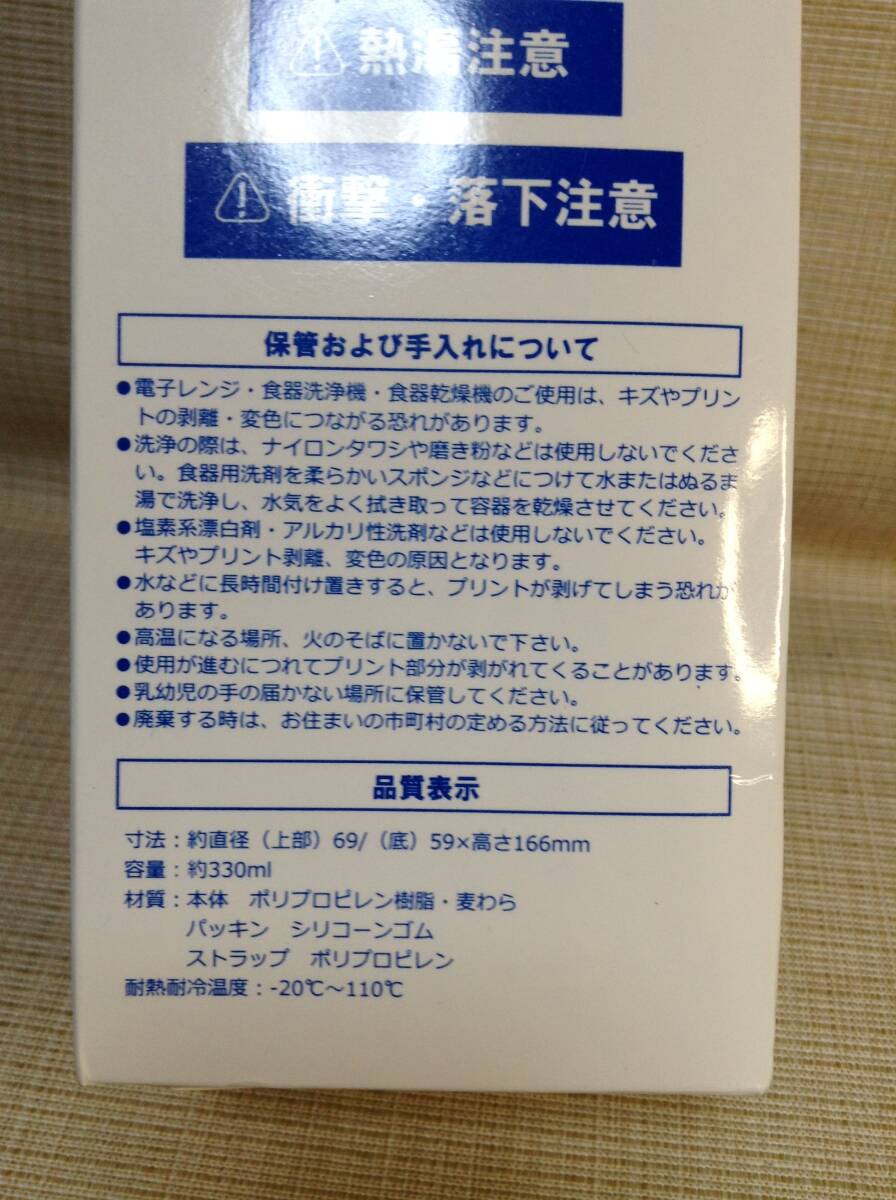 熱湯注意
衝撃・落下注意
保管および手入れについて
●電子レンジ・食器洗浄機・食器乾燥機のご使用は、キズやプリン
トの剥離・変色につながる恐れがあります。
●洗浄の際は、ナイロンタワシや磨き粉などは使用しないでくださ
い。食器用洗剤を柔らかいスポンジなどにつけて水またはぬるま
湯で洗浄し、水気をよく拭き取って容器を乾燥させてください。
●塩素系漂白剤・アルカリ性洗剤などは使用しないでください。
キズやプリント剥離、変色の原因となります。
●水などに長時間付け置きすると、プリントが剥げてしまう恐れが
あります。
●高温になる場所、火のそばに置かないで下さい。
●使用が進むにつれてプリント部分が剥がれてくることがあります。
●乳幼児の手の届かない場所に保管してください。
●廃棄する時は、お住まいの市町村の定める方法に従ってください。
品質表示
寸法：約直径（上部）69/（底）59×高さ166mm
容量：約330ml
材質：本体　ポリプロピレン樹脂・麦わら
パッキン　シリコーンゴム
ストラップ　ポリプロピレン
耐熱耐冷温度：-20℃～110℃